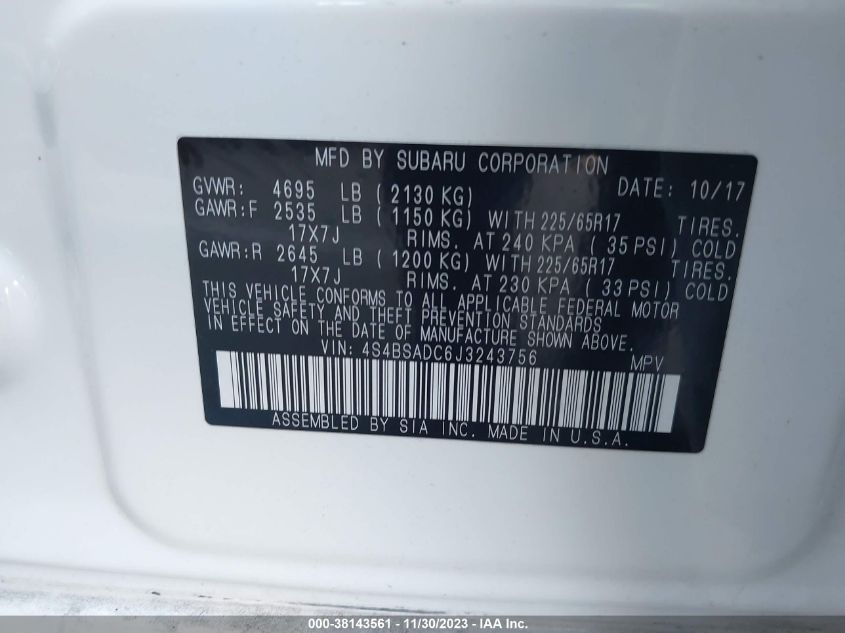 MFD BY SUBARU CORPORATION
GVWR: 4695 LB ( 2130 KG) DATE: 10/17
GAWR:F 2535 LB ( 1150 KG) WITH 225/65R17 TIRES.
17X7J RIMS. AT 240 KPA ( 35 PSI) COLD
GAWR:R 2645 LB ( 1200 KG) WITH 225/65R17 TIRES.
17X7J RIMS. AT 230 KPA ( 33 PSI) COLD
THIS VEHICLE CONFORMS TO ALL APPLICABLE FEDERAL MOTOR
VEHICLE SAFETY AND THEFT PREVENTION STANDARDS
IN EFFECT ON THE DATE OF MANUFACTURE SHOWN ABOVE.
VIN: 4S4BSADC6J3243756 MPV
ASSEMBLED BY SIA INC. MADE IN U.S.A.
000-38143561 - 11/30/2023 - IAA Inc.